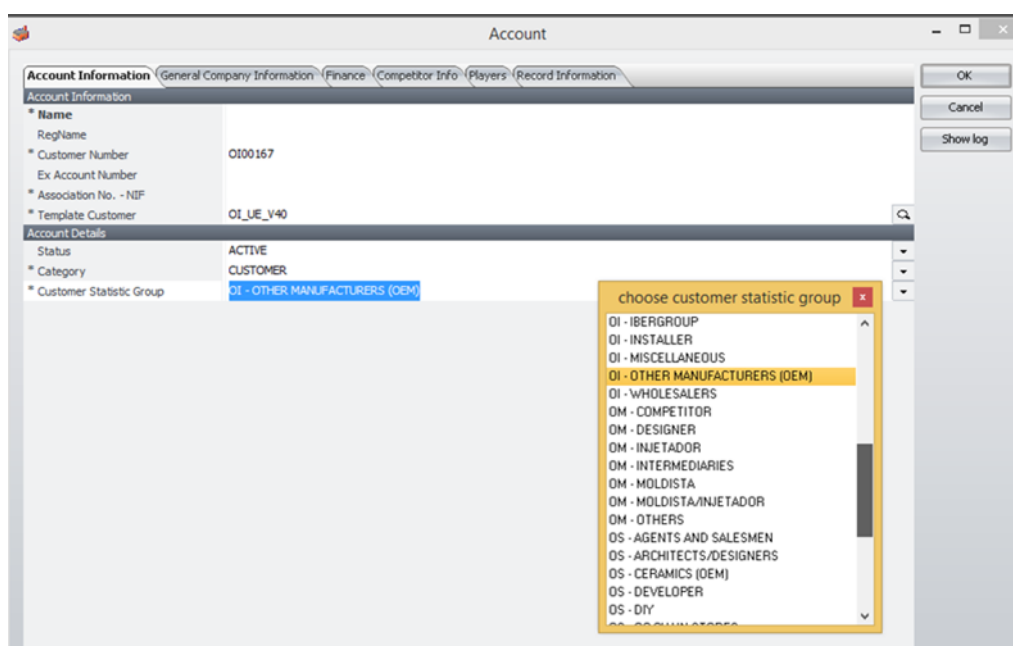 Account
Account Information General Company Information Finance Competitor Info Players Record Information
OK
Account Information
Cancel
* Name
RegName
Show log
* Customer Number OI00167
Ex Account Number
* Association No. - NIF
* Template Customer OI_UE_V40
Account Details
Status ACTIVE
* Category CUSTOMER
* Customer Statistic Group OI - OTHER MANUFACTURERS (OEM)
choose customer statistic group x
OI - IBERGROUP
OI - INSTALLER
OI - MISCELLANEOUS
OI - OTHER MANUFACTURERS (OEM)
OI - WHOLESALERS
OM - COMPETITOR
OM - DESIGNER
OM - INJETADOR
OM - INTERMEDIARIES
OM - MOLDISTA
OM - MOLDISTA/INJETADOR
OM - OTHERS
OS - AGENTS AND SALESMEN
OS - ARCHITECTS/DESIGNERS
OS - CERAMICS (OEM)
OS - DEVELOPER
OS - DIY